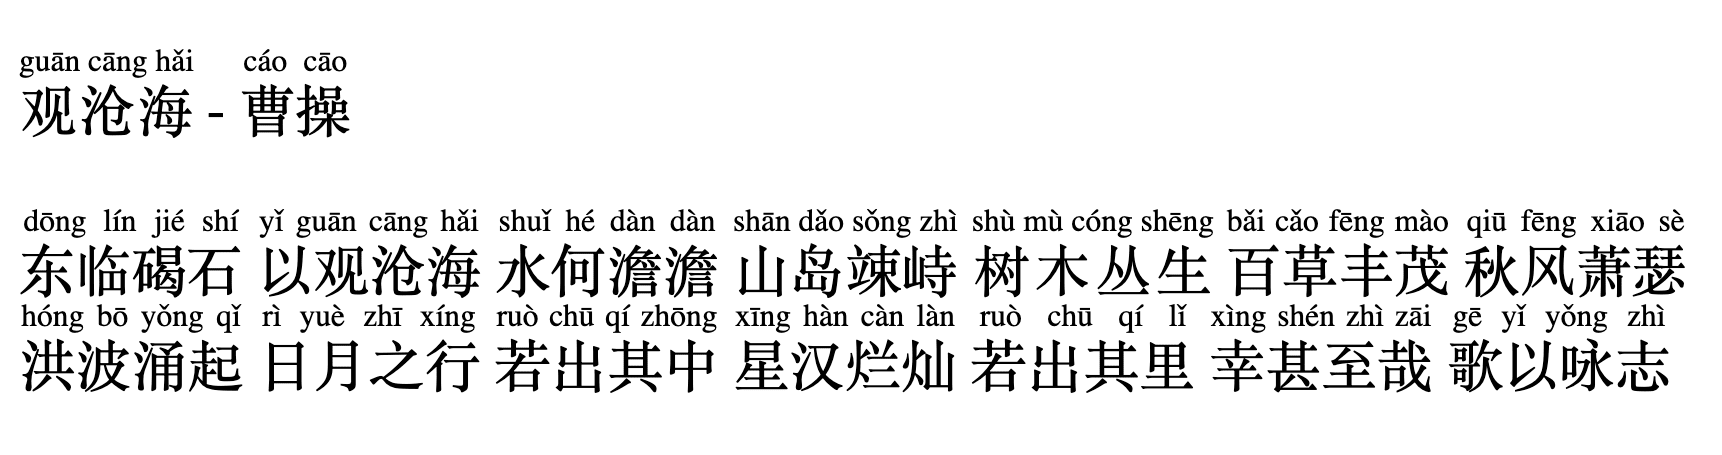 guān cāng hǎi cáo cāo
观沧海 - 曹操
dōng lín jié shí yǐ guān cāng hǎi shuǐ hé dàn dàn shān dǎo sǒng zhì shù mù cóng shēng bǎi cǎo fēng mào qiū fēng xiāo sè
东临碣石 以观沧海 水何澹澹 山岛竦峙 树木丛生 百草丰茂 秋风萧瑟
hóng bō yǒng qǐ rì yuè zhī xíng ruò chū qí zhōng xīng hàn càn làn ruò chū qí lǐ xìng shén zhì zāi gē yǐ yǒng zhì
洪波涌起 日月之行 若出其中 星汉烂灿 若出其里 幸甚至哉 歌以咏志